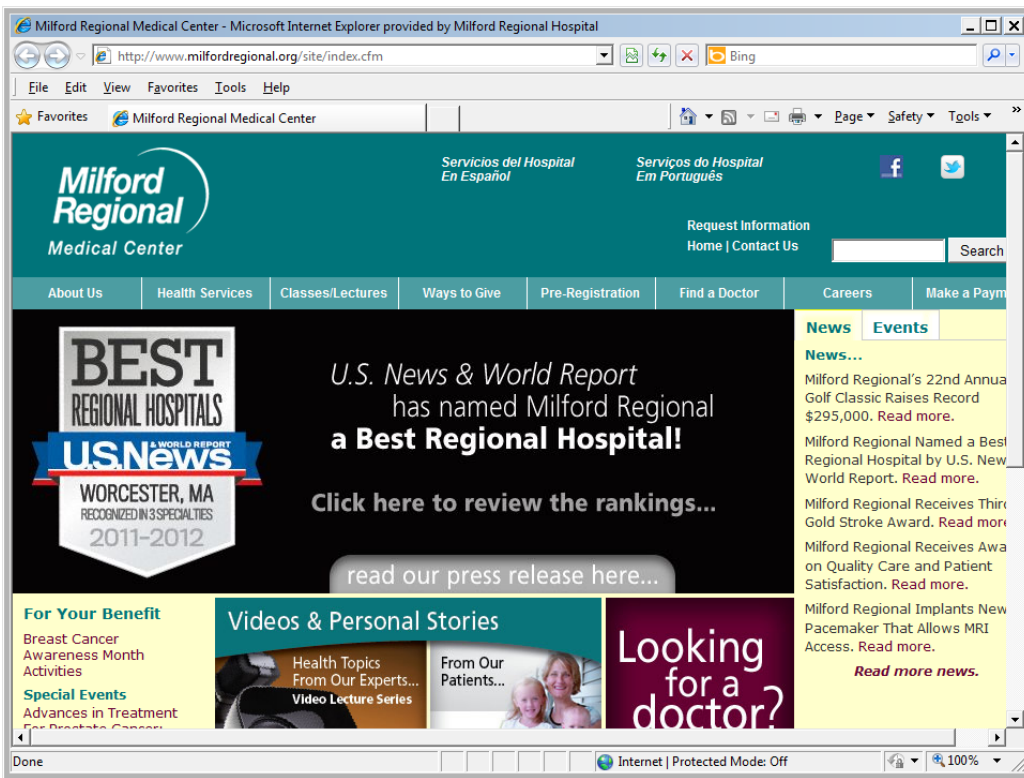 Milford Regional Medical Center - Microsoft Internet Explorer provided by Milford Regional Hospital
http://www.milfordregional.org/site/index.cfm
Bing
File Edit View Favorites Tools Help
Favorites
Milford Regional Medical Center
Page Safety Tools
Milford
Regional
Medical Center
Servicios del Hospital
En Español
Serviços do Hospital
Em Português
Request Information
Home | Contact Us
Search
About Us Health Services Classes/Lectures Ways to Give Pre-Registration Find a Doctor Careers Make a Paym
BEST
REGIONAL HOSPITALS
U.S.News
& WORLD REPORT
WORCESTER, MA
RECOGNIZED IN 3 SPECIALTIES
2011-2012
U.S. News & World Report
has named Milford Regional
a Best Regional Hospital!
Click here to review the rankings...
read our press release here...
News Events
News...
Milford Regional's 22nd Annua
Golf Classic Raises Record
$295,000. Read more.
Milford Regional Named a Best
Regional Hospital by U.S. New
World Report. Read more.
Milford Regional Receives Third
Gold Stroke Award. Read more
Milford Regional Receives Awa
on Quality Care and Patient
Satisfaction. Read more.
Milford Regional Implants New
Pacemaker That Allows MRI
Access. Read more.
Read more news.
For Your Benefit
Breast Cancer
Awareness Month
Activities
Special Events
Advances in Treatment
For Prostate Cancer:
Videos & Personal Stories
Health Topics
From Our Experts...
Video Lecture Series
From Our
Patients...
Looking
for a
doctor?
Done
Internet | Protected Mode: Off
100%